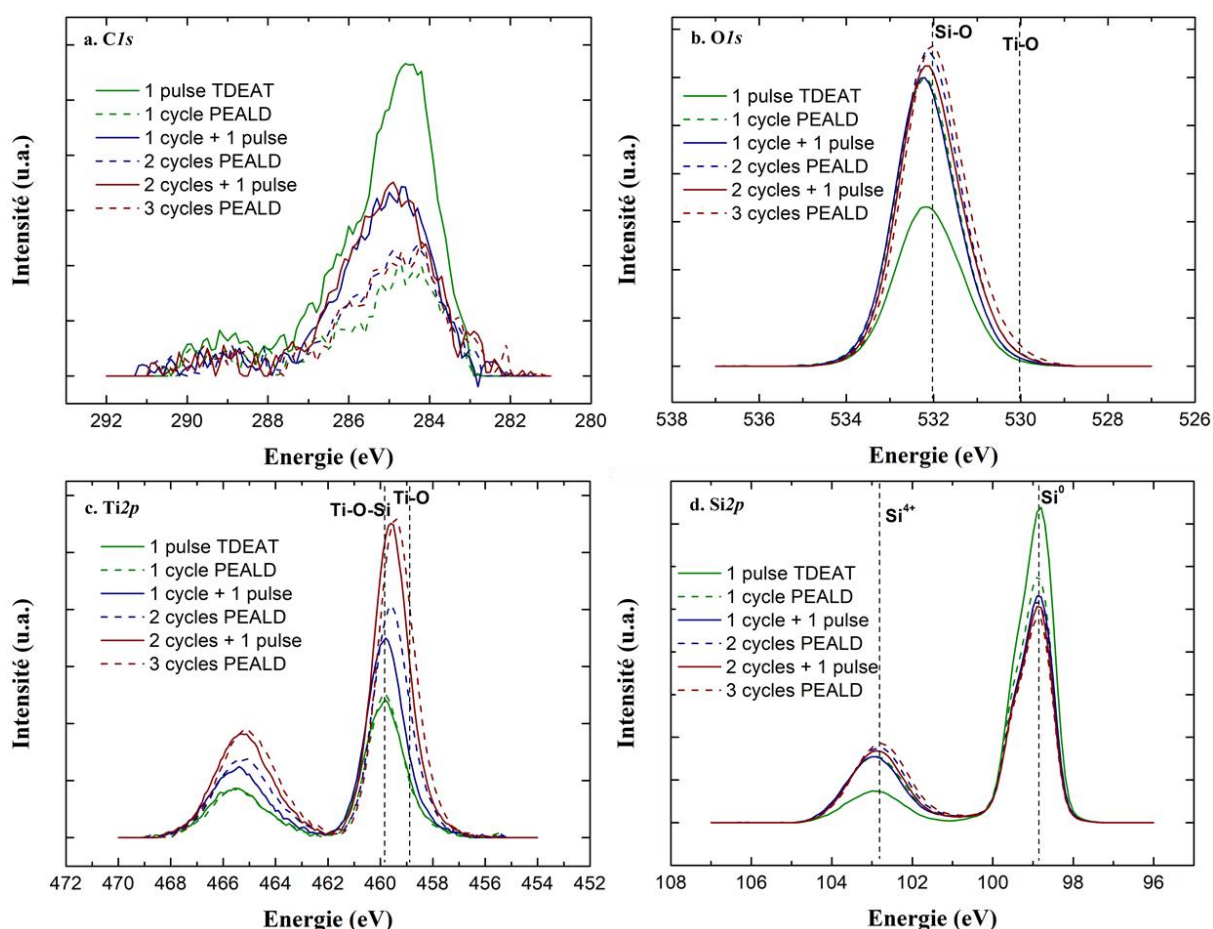 a. C1s
1 pulse TDEAT
1 cycle PEALD
1 cycle + 1 pulse
2 cycles PEALD
2 cycles + 1 pulse
3 cycles PEALD
Intensité (u.a.)
292 290 288 286 284 282 280
Energie (eV)
b. O1s
Si-O
Ti-O
1 pulse TDEAT
1 cycle PEALD
1 cycle + 1 pulse
2 cycles PEALD
2 cycles + 1 pulse
3 cycles PEALD
Intensité (u.a.)
538 536 534 532 530 528 526
Energie (eV)
c. Ti2p
Ti-O-Si
Ti-O
1 pulse TDEAT
1 cycle PEALD
1 cycle + 1 pulse
2 cycles PEALD
2 cycles + 1 pulse
3 cycles PEALD
Intensité (u.a.)
472 470 468 466 464 462 460 458 456 454 452
Energie (eV)
d. Si2p
Si⁴⁺
Si⁰
1 pulse TDEAT
1 cycle PEALD
1 cycle + 1 pulse
2 cycles PEALD
2 cycles + 1 pulse
3 cycles PEALD
Intensité (u.a.)
108 106 104 102 100 98 96
Energie (eV)